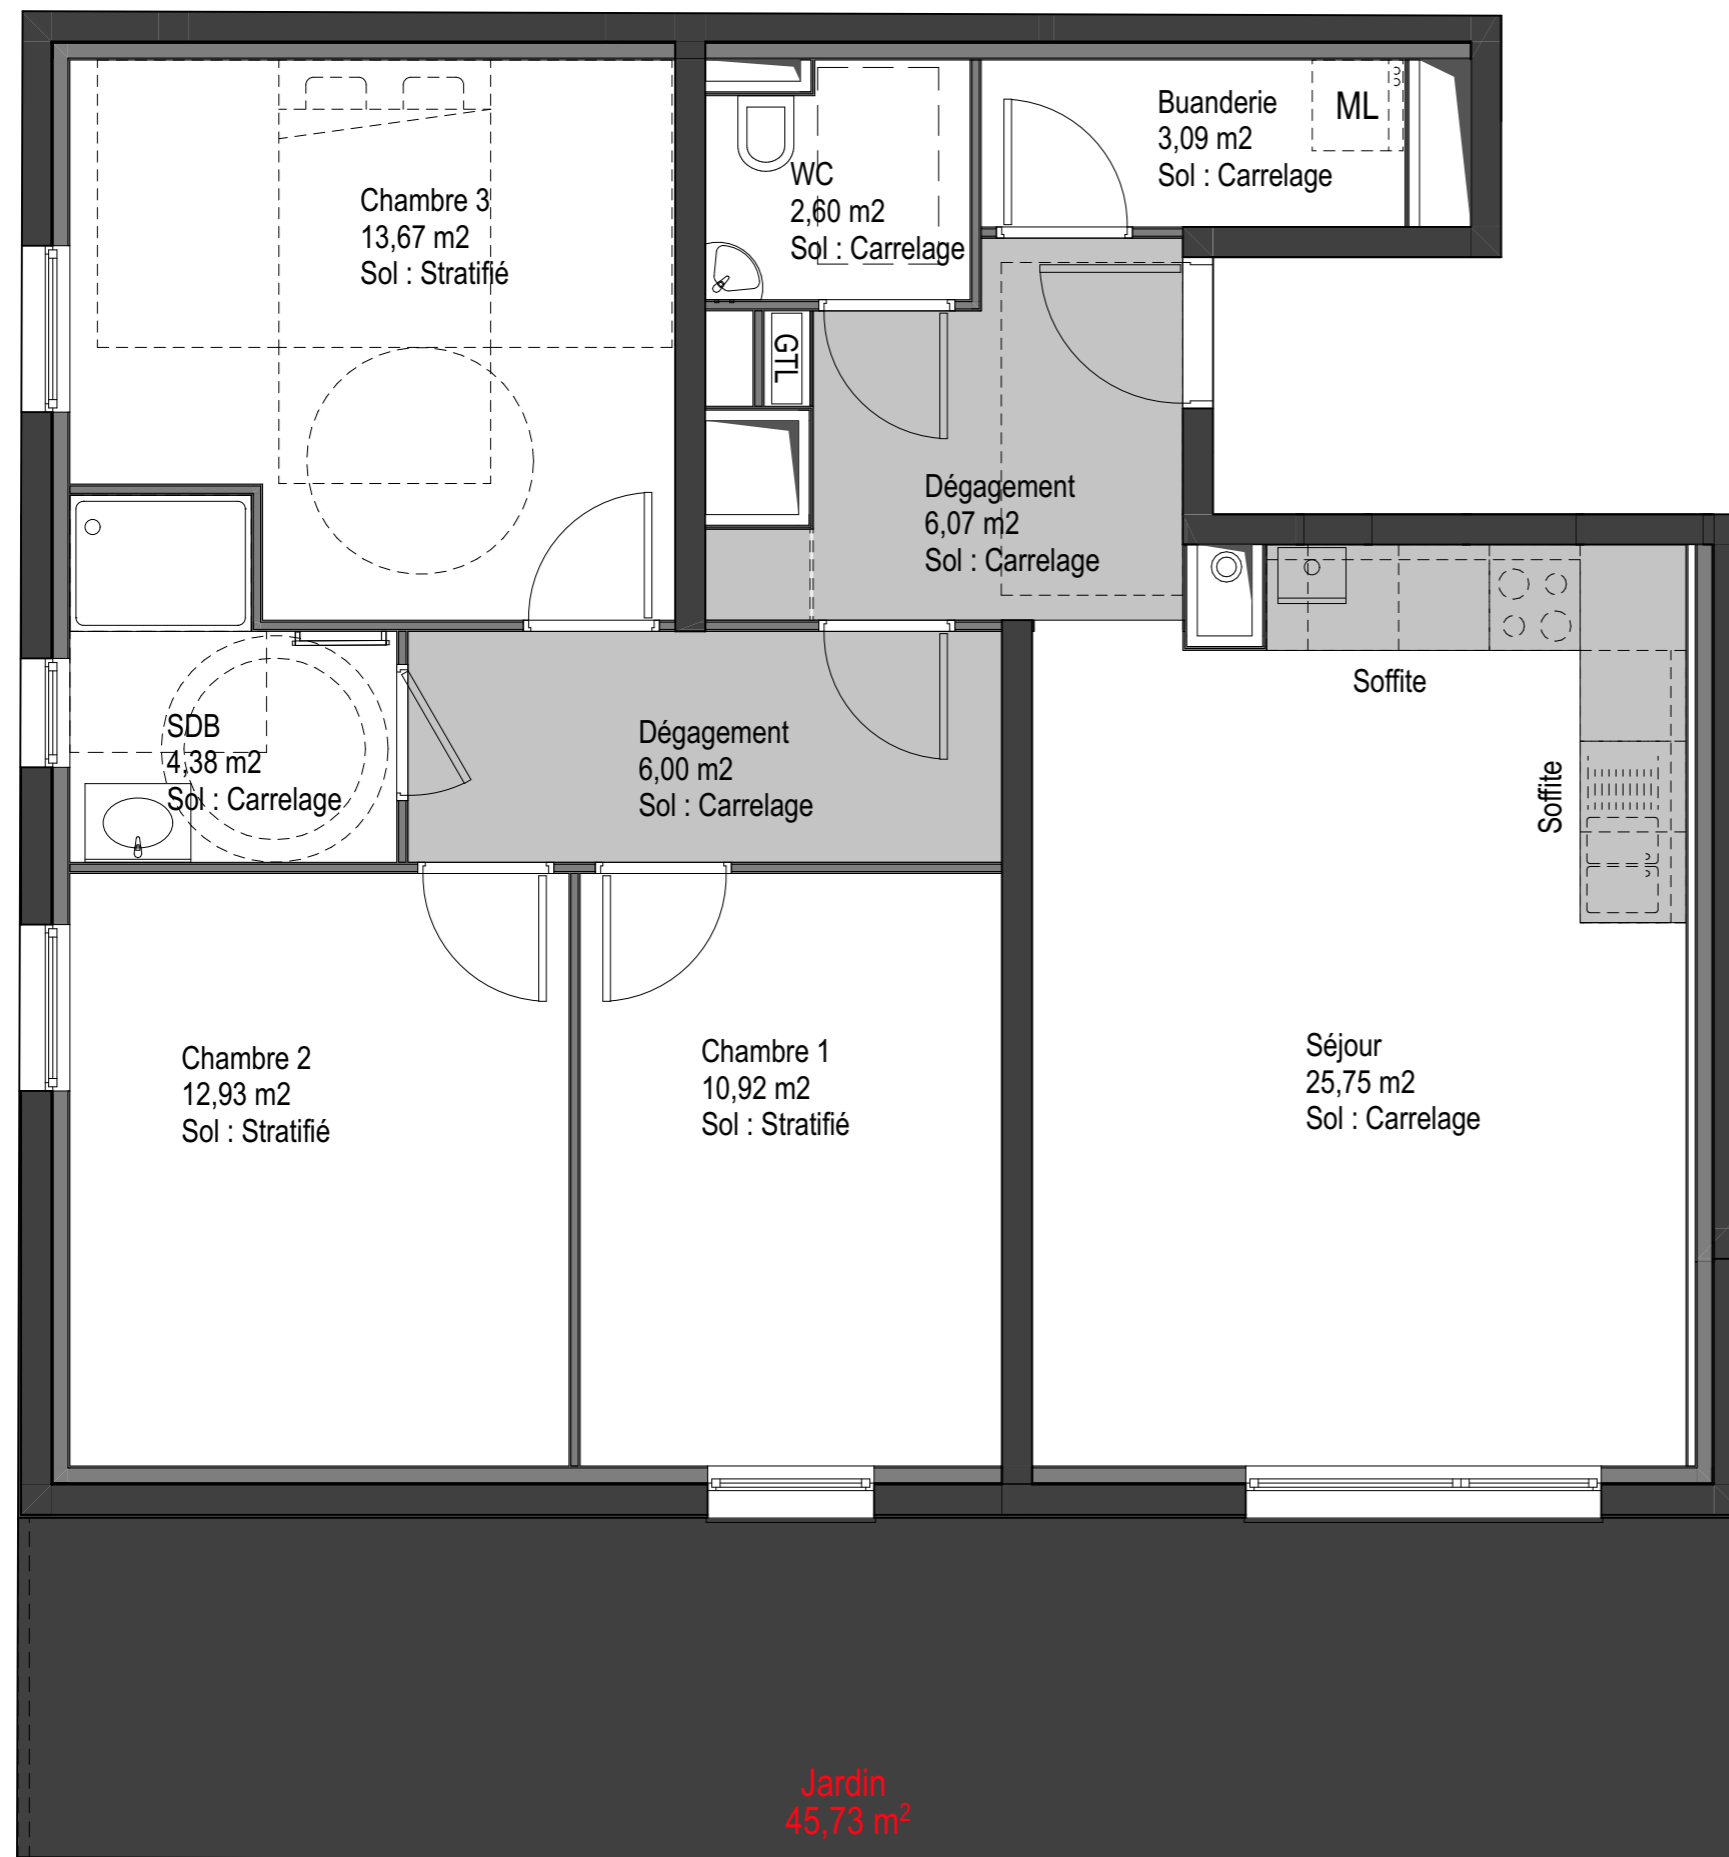 Buanderie
3,09 m2
Sol : Carrelage
ML
WC
2,60 m2
Sol : Carrelage
Chambre 3
13,67 m2
Sol : Stratifié
GTL
Dégagement
6,07 m2
Sol : Carrelage
Soffite
Soffite
SDB
4,38 m2
Sol : Carrelage
Dégagement
6,00 m2
Sol : Carrelage
Chambre 2
12,93 m2
Sol : Stratifié
Chambre 1
10,92 m2
Sol : Stratifié
Séjour
25,75 m2
Sol : Carrelage
Jardin
45,73 m²